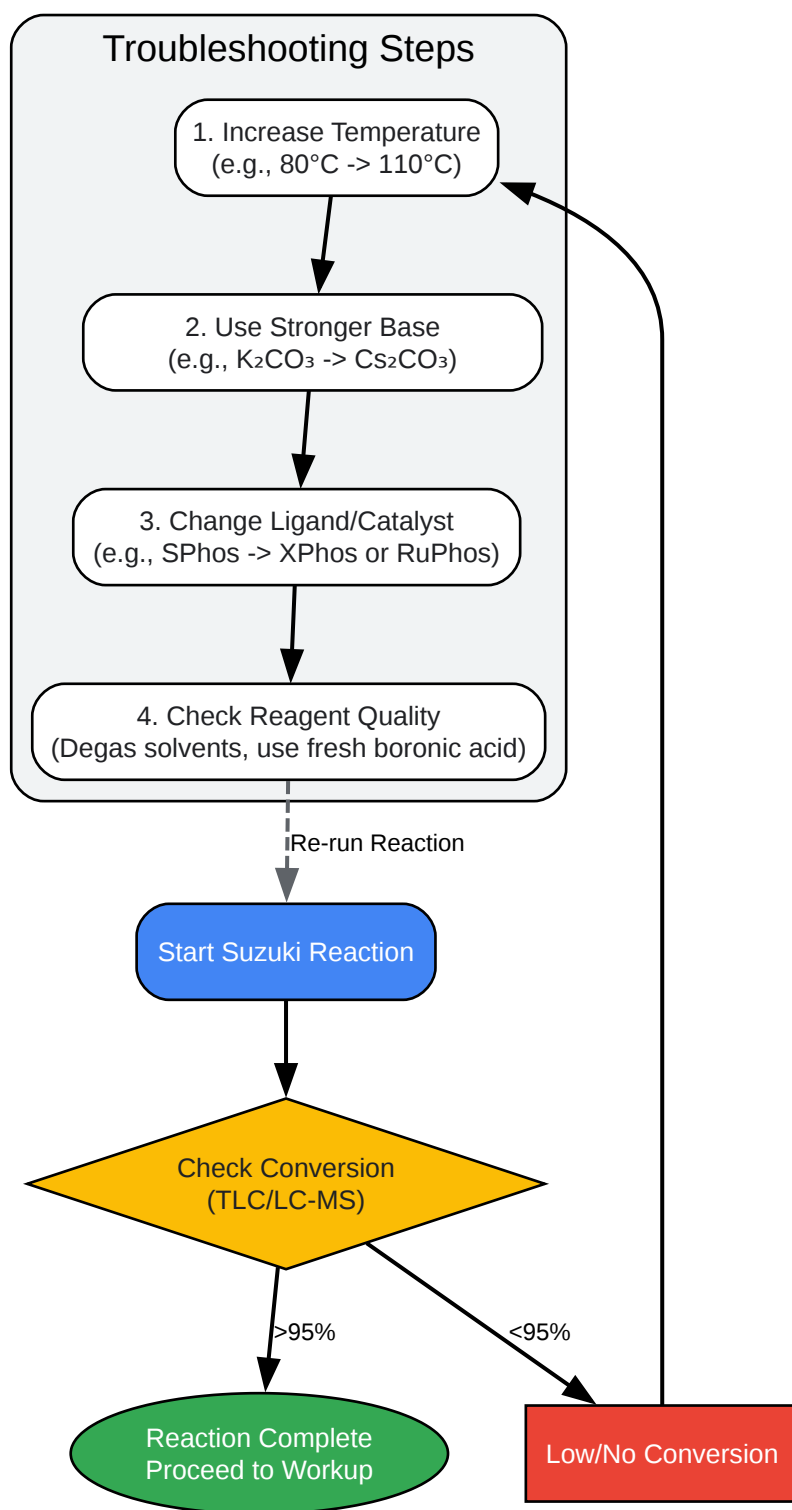 Troubleshooting Steps
1. Increase Temperature
(e.g., 80°C -> 110°C)
2. Use Stronger Base
(e.g., K₂CO₃ -> Cs₂CO₃)
3. Change Ligand/Catalyst
(e.g., SPhos -> XPhos or RuPhos)
4. Check Reagent Quality
(Degas solvents, use fresh boronic acid)
Re-run Reaction
Start Suzuki Reaction
Check Conversion
(TLC/LC-MS)
>95%
<95%
Reaction Complete
Proceed to Workup
Low/No Conversion